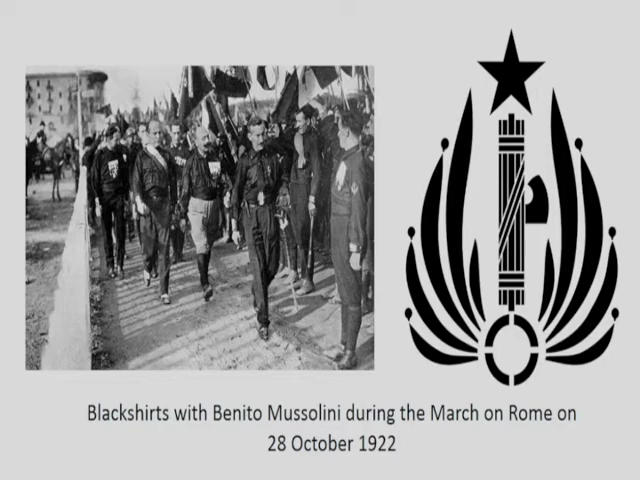 Blackshirts with Benito Mussolini during the March on Rome on
28 October 1922